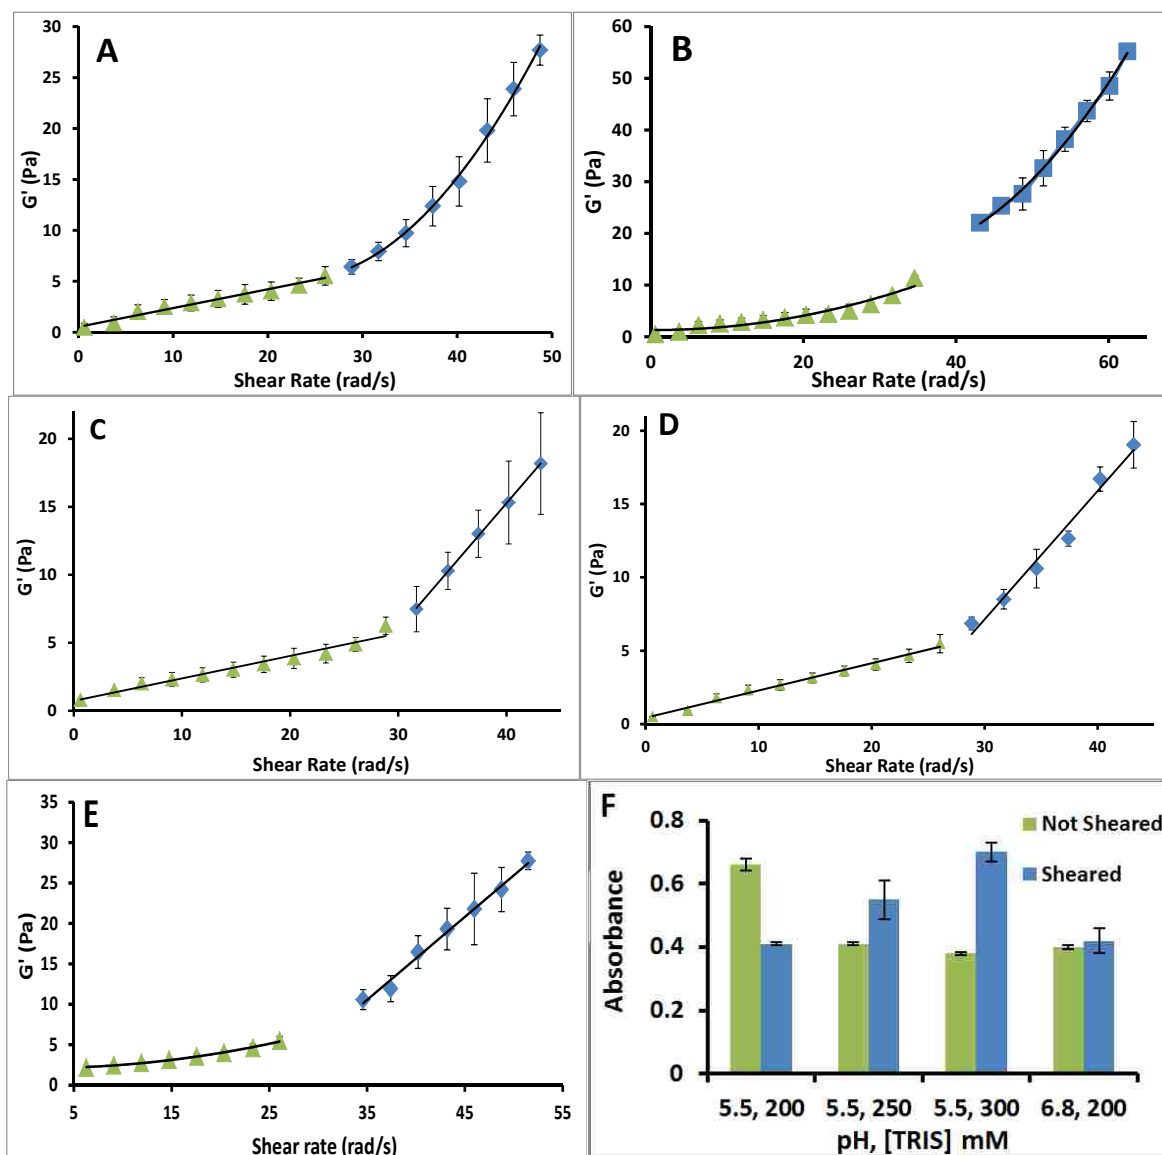 A
30
25
20
15
10
5
0
G' (Pa)
0 10 20 30 40 50
Shear Rate (rad/s)
B
60
50
40
30
20
10
0
G' (Pa)
0 20 40 60
Shear Rate (rad/s)
C
20
15
10
5
0
G' (Pa)
0 10 20 30 40
Shear Rate (rad/s)
D
20
15
10
5
0
G' (Pa)
0 10 20 30 40
Shear Rate (rad/s)
E
35
30
25
20
15
10
5
0
G' (Pa)
5 15 25 35 45 55
Shear rate (rad/s)
F
Not Sheared
Sheared
0.8
0.6
0.4
0.2
0
Absorbance
5.5, 200 5.5, 250 5.5, 300 6.8, 200
pH, [TRIS] mM